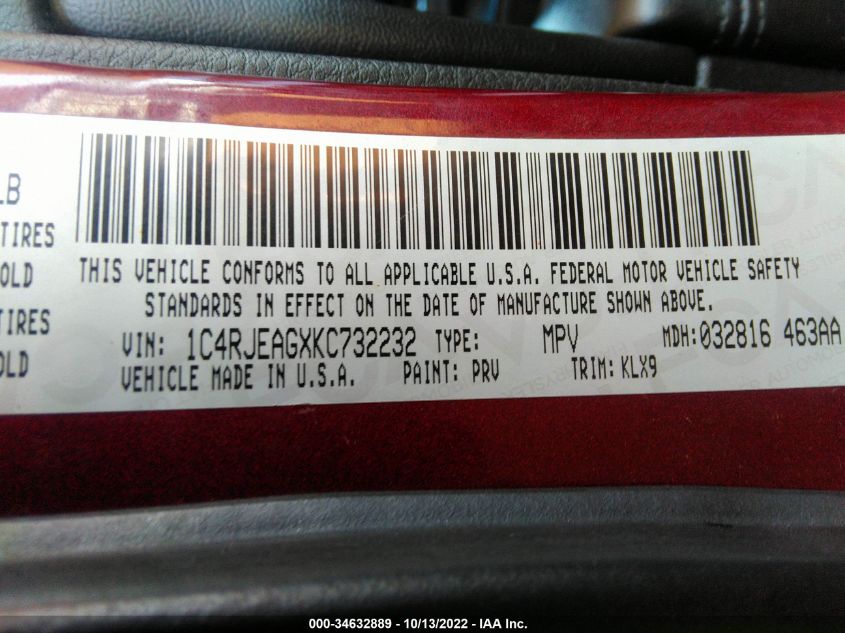 LB
TIRES
OLD
TIRES
OLD
THIS VEHICLE CONFORMS TO ALL APPLICABLE U.S.A. FEDERAL MOTOR VEHICLE SAFETY
STANDARDS IN EFFECT ON THE DATE OF MANUFACTURE SHOWN ABOVE.
VIN: 1C4RJEAGXKC732232 TYPE: MPV MDH:032816 463AA
VEHICLE MADE IN U.S.A. PAINT: PRV TRIM: KLX9
000-34632889 - 10/13/2022 - IAA Inc.